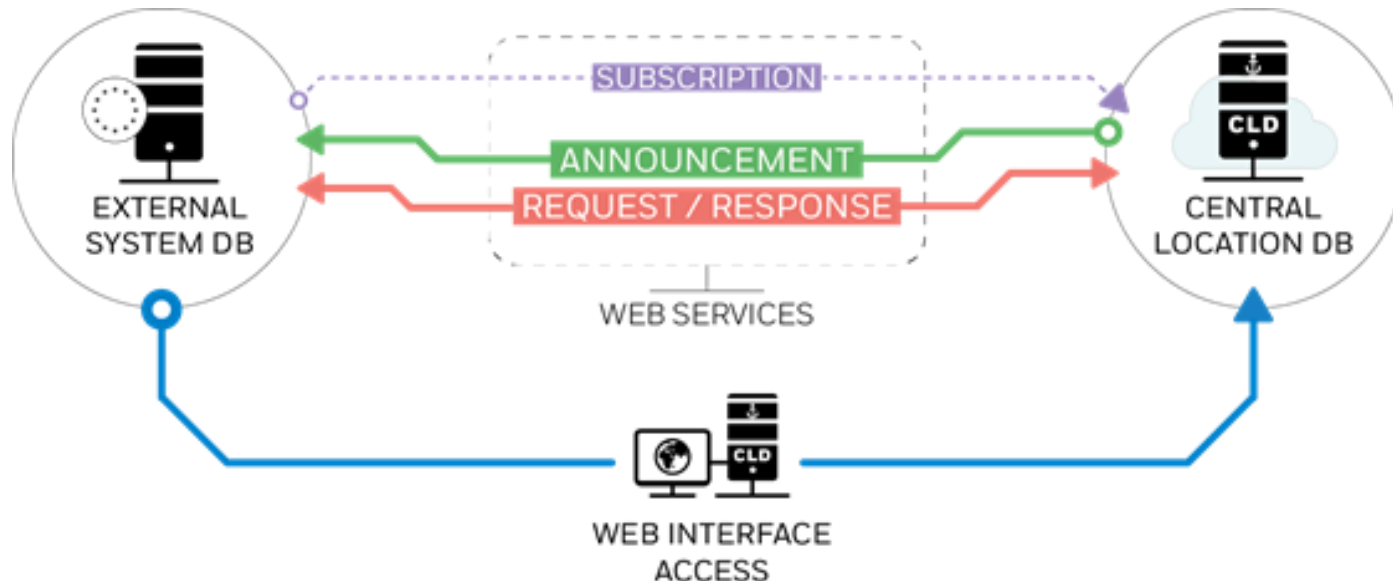 SUBSCRIPTION
ANNOUNCEMENT
REQUEST / RESPONSE
EXTERNAL
SYSTEM DB
CLD
CENTRAL
LOCATION DB
WEB SERVICES
CLD
WEB INTERFACE
ACCESS